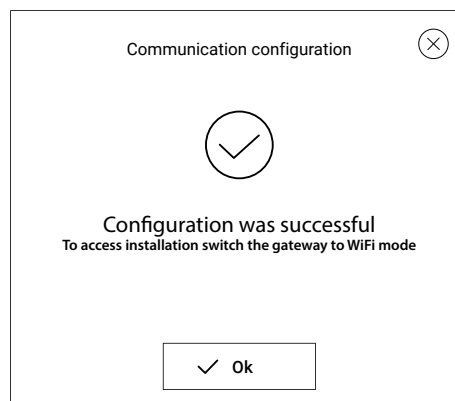 Communication configuration
Configuration was successful
To access installation switch the gateway to WiFi mode
Ok